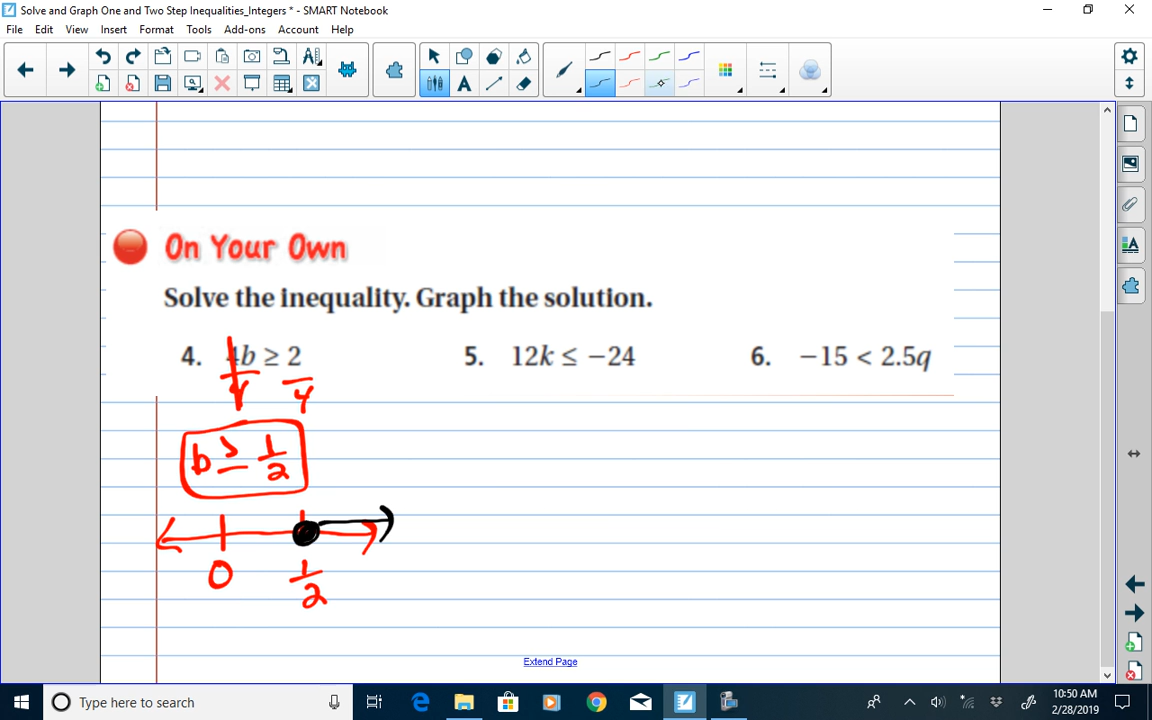 Solve and Graph One and Two Step Inequalities_Integers * - SMART Notebook
File Edit View Insert Format Tools Add-ons Account Help
On Your Own
Solve the inequality. Graph the solution.
4. 4b ≥ 2 5. 12k ≤ −24 6. −15 < 2.5q
4 4
b ≥ 1/2
0 1/2
Extend Page
Type here to search
10:50 AM
2/28/2019